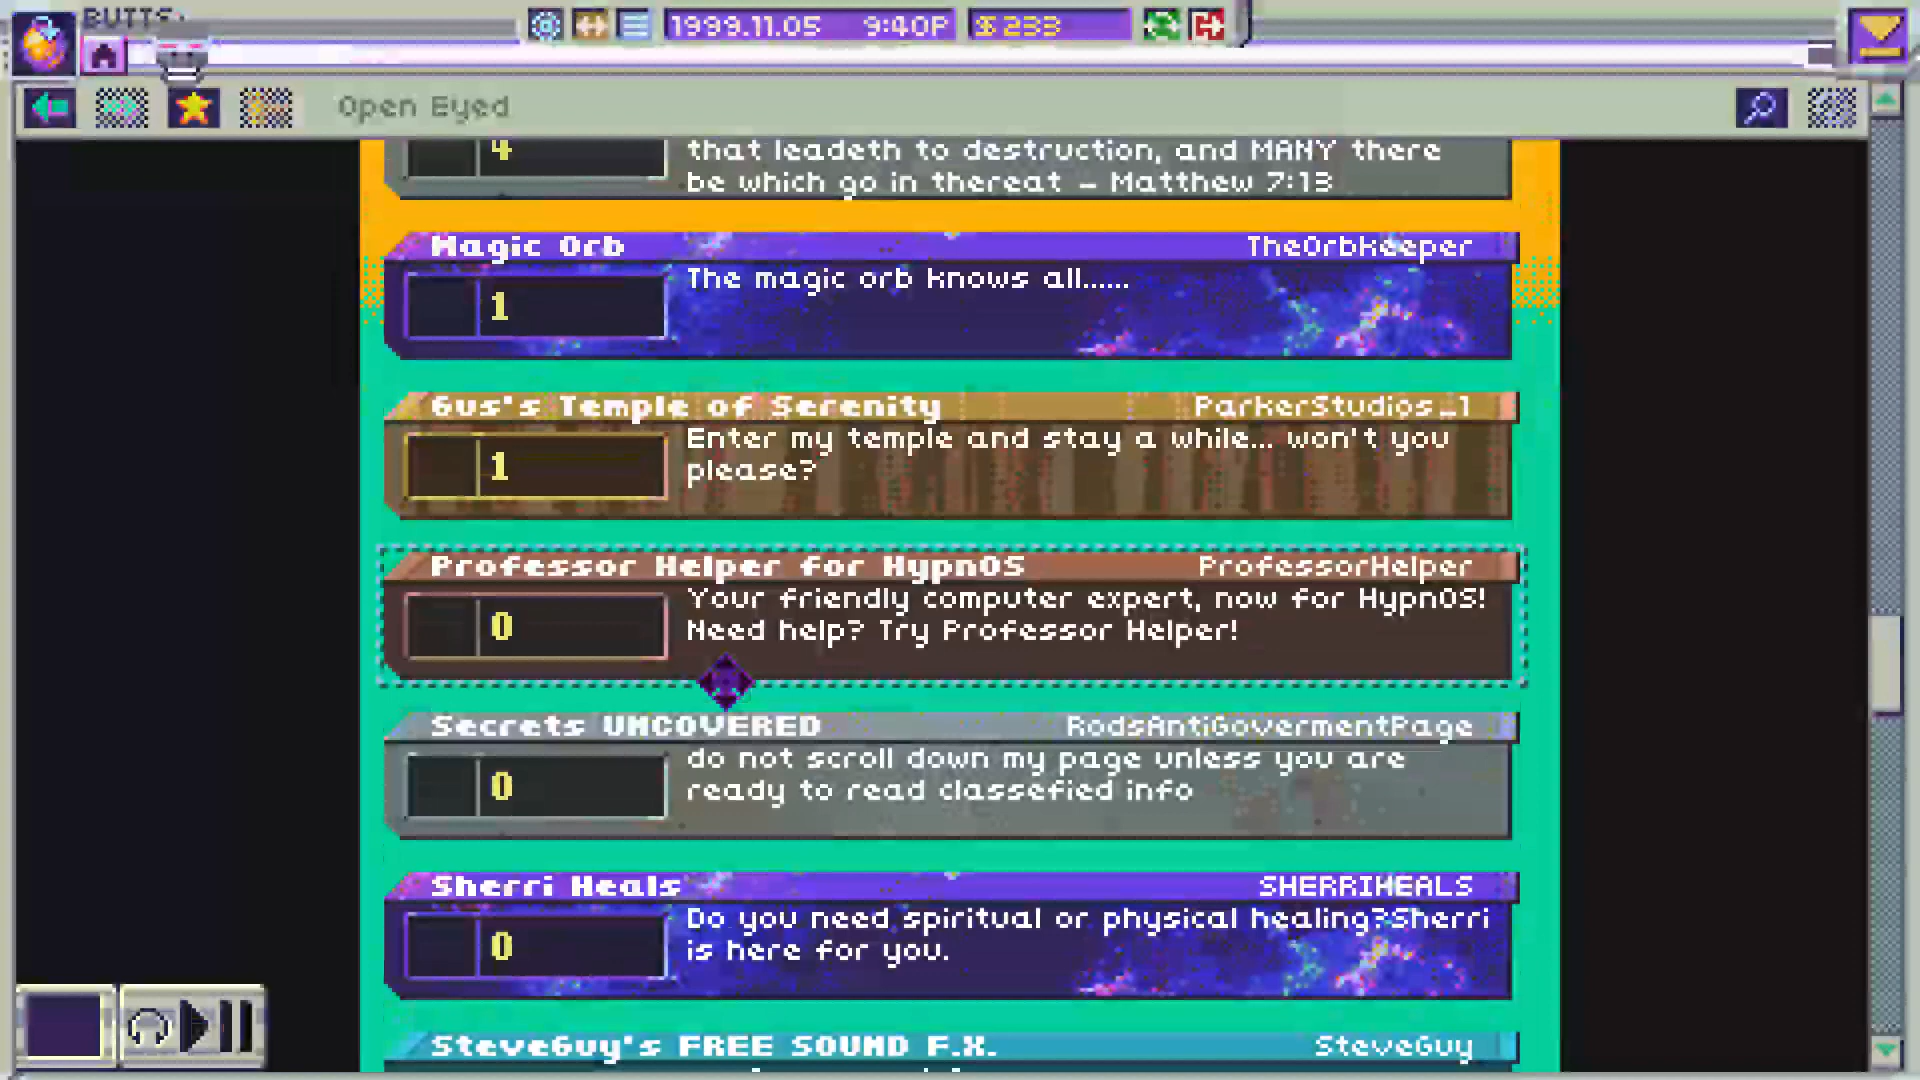 BUTTS
1999.11.05 9:40P $233
Open Eyed
4
that leadeth to destruction, and MANY there
be which go in thereat - Matthew 7:13
Magic Orb TheOrbKeeper
1
The magic orb knows all......
Gus's Temple of Serenity ParkerStudios_1
1
Enter my temple and stay a while... won't you
please?
Professor Helper for HypnOS ProfessorHelper
0
Your friendly computer expert, now for HypnOS!
Need help? Try Professor Helper!
Secrets UNCOVERED RodsAntiGovermentPage
0
do not scroll down my page unless you are
ready to read classefied info
Sherri Heals SHERRIHEALS
0
Do you need spiritual or physical healing?Sherri
is here for you.
SteveGuy's FREE SOUND F.X. SteveGuy